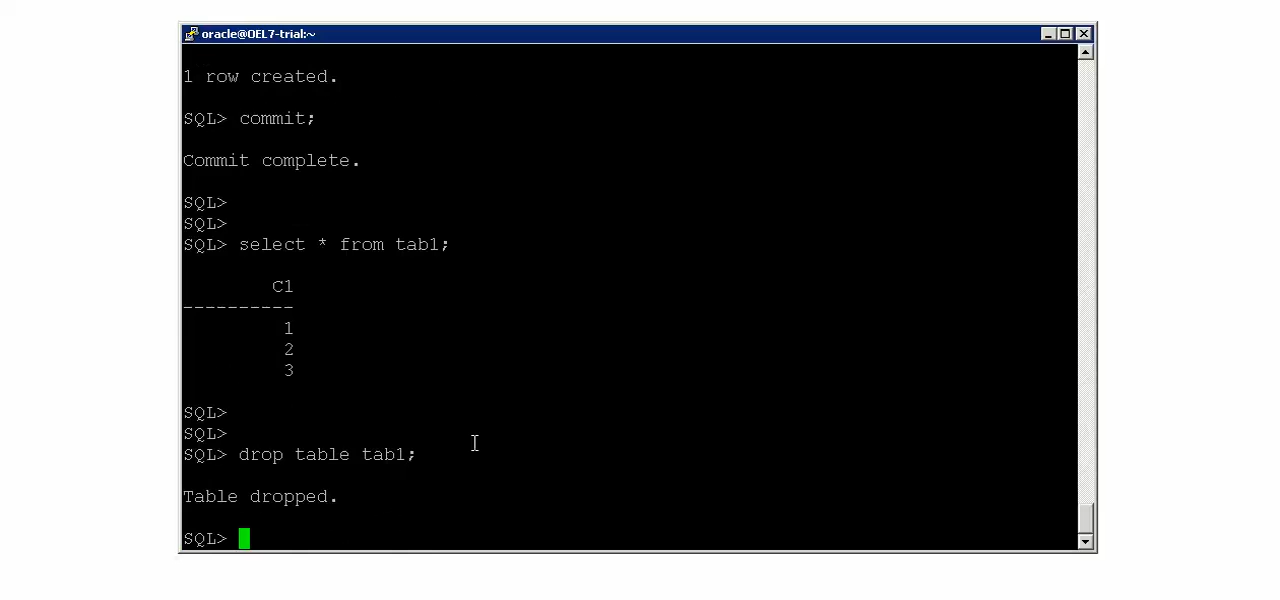 oracle@OEL7-trial:~
1 row created.
SQL> commit;
Commit complete.
SQL>
SQL>
SQL> select * from tab1;
C1
----------
1
2
3
SQL>
SQL>
SQL> drop table tab1;
Table dropped.
SQL>